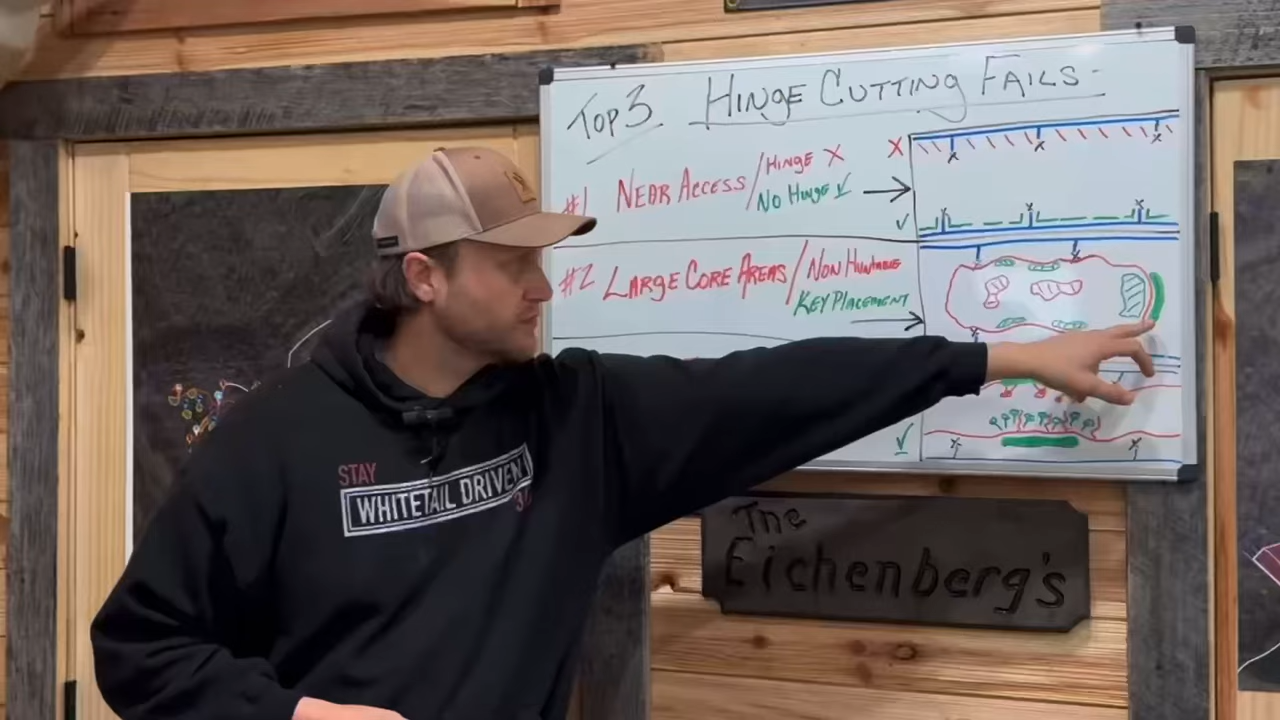 TOP 3 HINGE CUTTING FAILS-
#1 NEAR ACCESS / HINGE X
NO HINGE ✓
X
✓
#2 LARGE CORE AREAS / NON HUNTABLE
KEY PLACEMENT
✓
STAY
WHITETAIL DRIVEN
The
Eichenberg's